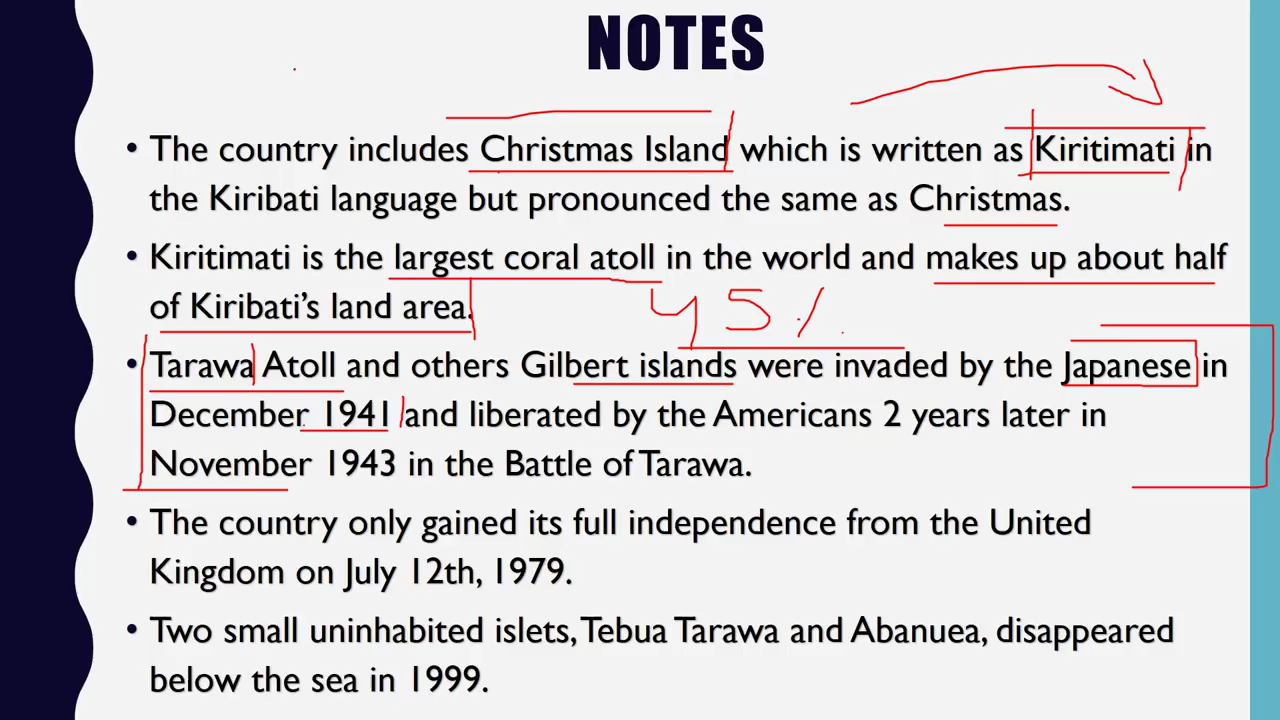 NOTES
• The country includes Christmas Island which is written as Kiritimati in
the Kiribati language but pronounced the same as Christmas.
• Kiritimati is the largest coral atoll in the world and makes up about half
of Kiribati's land area.
45%
• Tarawa Atoll and others Gilbert islands were invaded by the Japanese in
December 1941 and liberated by the Americans 2 years later in
November 1943 in the Battle of Tarawa.
• The country only gained its full independence from the United
Kingdom on July 12th, 1979.
• Two small uninhabited islets, Tebua Tarawa and Abanuea, disappeared
below the sea in 1999.